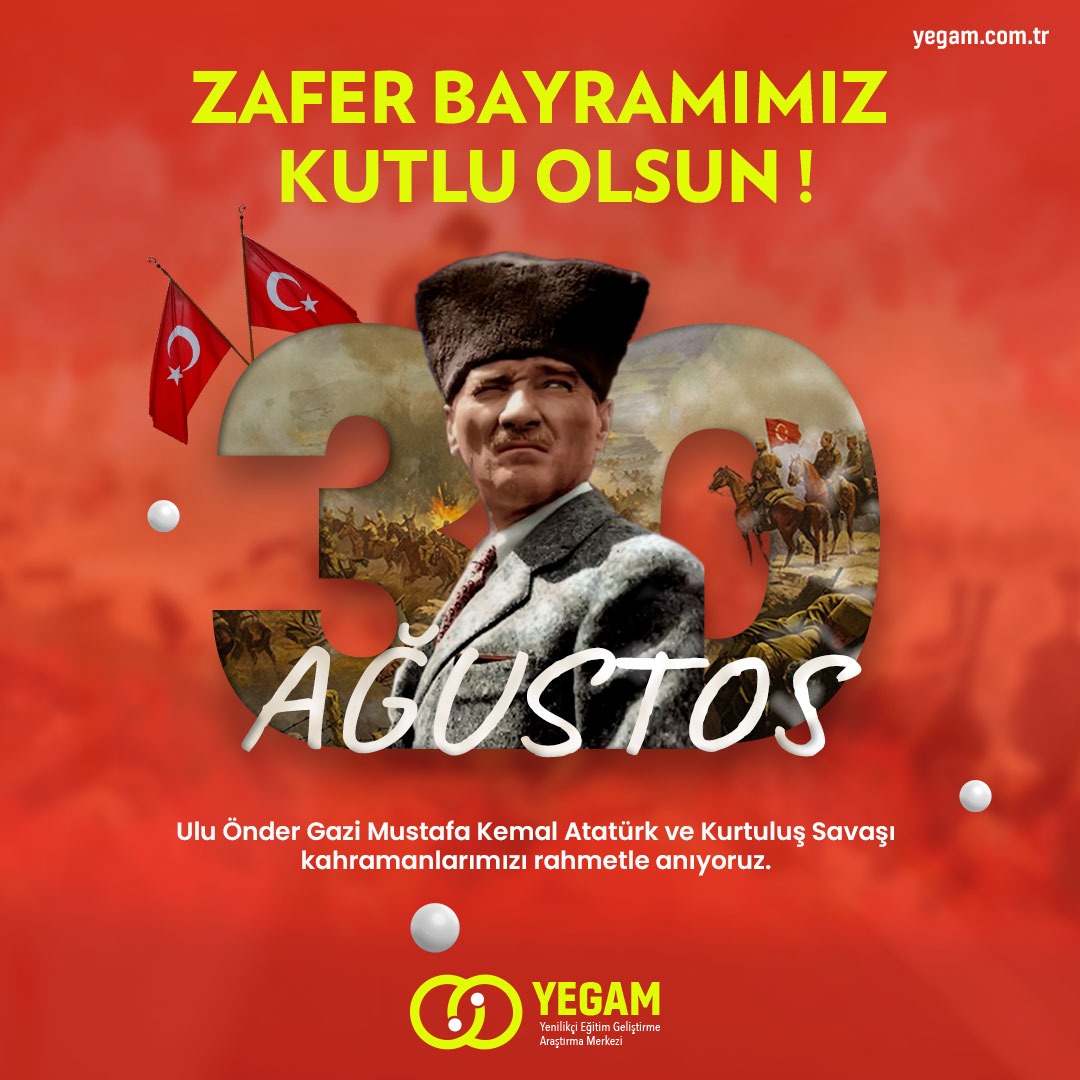 yegam.com.tr
ZAFER BAYRAMIMIZ
KUTLU OLSUN !
30
AĞUSTOS
Ulu Önder Gazi Mustafa Kemal Atatürk ve Kurtuluş Savaşı
kahramanlarımızı rahmetle anıyoruz.
YEGAM
Yenilikçi Eğitim Geliştirme
Araştırma Merkezi